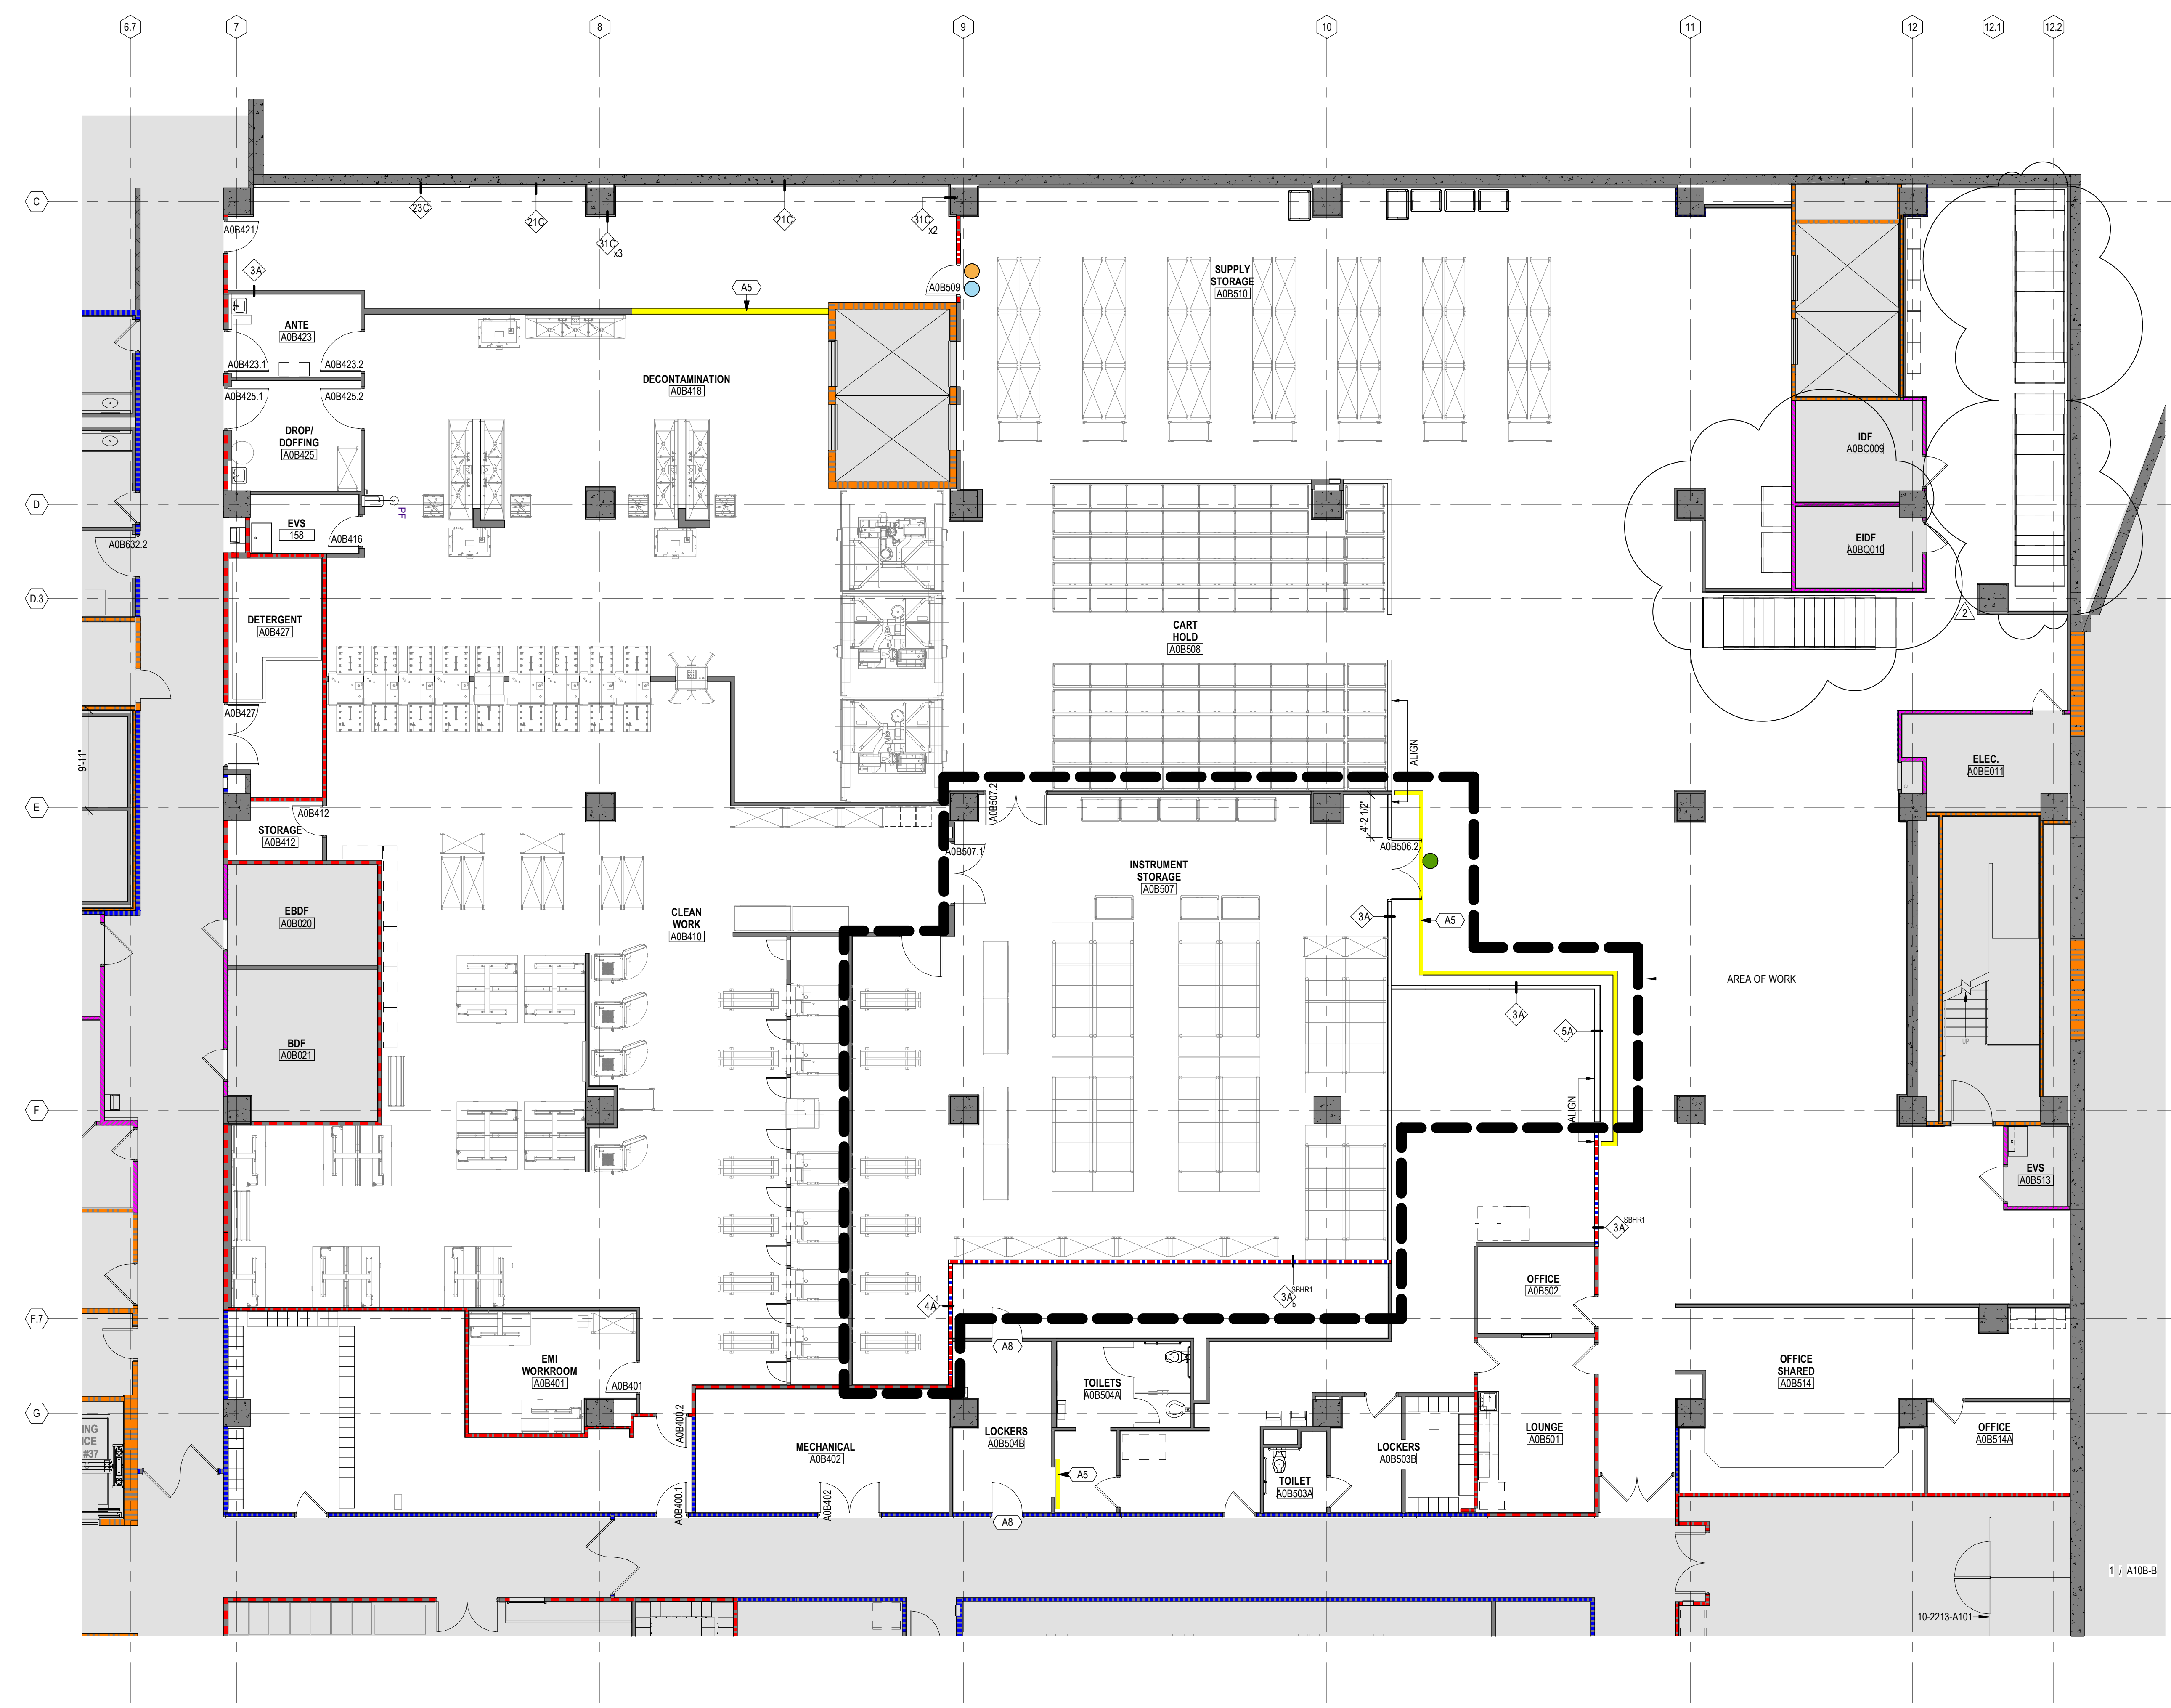 6.7 7 8 9 10 11 12 12.1 12.2
C
23C
21C
31C
x3
21C
31C
x2
A0B421
3A
A5
A0B509
SUPPLY
STORAGE
A0B510
ANTE
A0B423
A0B423.1
A0B423.2
DECONTAMINATION
A0B418
A0B425.1
A0B425.2
DROP/
DOFFING
A0B425
IDF
A0BC009
D
PF
EVS
158
A0B416
A0B632.2
EIDF
A0BQ010
D.3
2
DETERGENT
A0B427
CART
HOLD
A0B508
A0B427
9'-11"
ALIGN
ELEC.
A0BE011
E
A0B412
STORAGE
A0B412
A0B507.2
4'-2 1/2"
A0B507.1
A0B506.2
INSTRUMENT
STORAGE
A0B507
EBDF
A0B020
CLEAN
WORK
A0B410
3A
A5
AREA OF WORK
3A
5A
BDF
A0B021
UP
F
ALIGN
EVS
A0B513
3A
SBHR1
OFFICE
A0B502
4A
1
3A
SBHR1
b
F.7
A8
EMI
WORKROOM
A0B401
A0B401
TOILETS
A0B504A
OFFICE
SHARED
A0B514
G
A0B400.2
LOCKERS
A0B504B
MECHANICAL
A0B402
LOCKERS
A0B503B
LOUNGE
A0B501
OFFICE
A0B514A
ING
ICE
#37
A5
TOILET
A0B503A
A0B400.1
A0B402
A8
1 / A10B-B
10-2213-A101